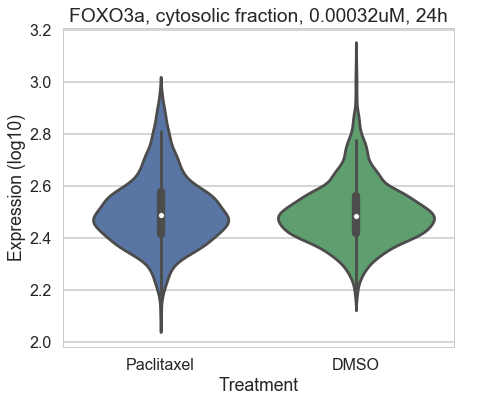 FOXO3a, cytosolic fraction, 0.00032uM, 24h
3.2
3.0
2.8
2.6
2.4
2.2
2.0
Expression (log10)
Paclitaxel
DMSO
Treatment